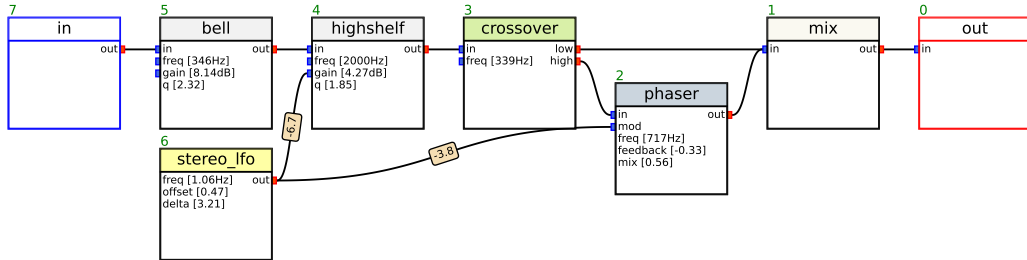 7
in
out
5
bell
in
out
freq [346Hz]
gain [8.14dB]
q [2.32]
4
highshelf
in
out
freq [2000Hz]
gain [4.27dB]
q [1.85]
3
crossover
in
low
freq [339Hz]
high
2
phaser
in
out
mod
freq [717Hz]
feedback [-0.33]
mix [0.56]
1
mix
in
out
0
out
in
6
stereo_lfo
freq [1.06Hz]
out
offset [0.47]
delta [3.21]
-6.7
-3.8